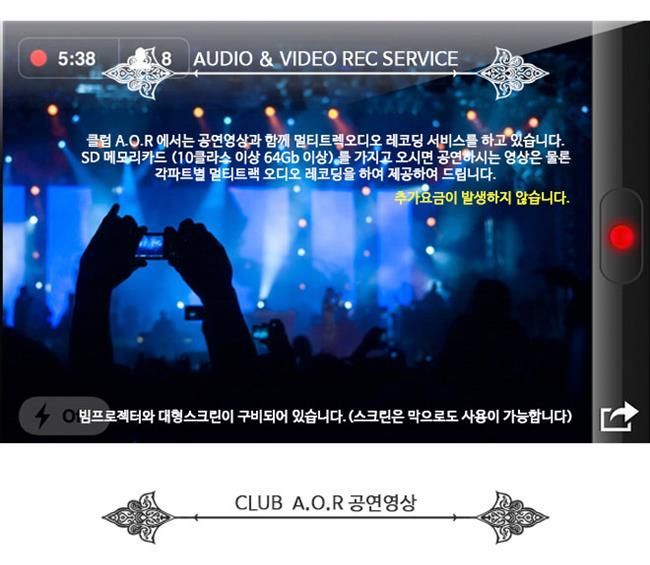 5:38
8
AUDIO & VIDEO REC SERVICE
클럽 A.O.R 에서는 공연영상과 함께 멀티트렉오디오 레코딩 서비스를 하고 있습니다.
SD 메모리카드 (10클라스 이상 64Gb 이상) 를 가지고 오시면 공연하시는 영상은 물론
각파트별 멀티트랙 오디오 레코딩을 하여 제공하여 드립니다.
추가요금이 발생하지 않습니다.
빔프로젝터와 대형스크린이 구비되어 있습니다. (스크린은 막으로도 사용이 가능합니다)
CLUB A.O.R 공연영상